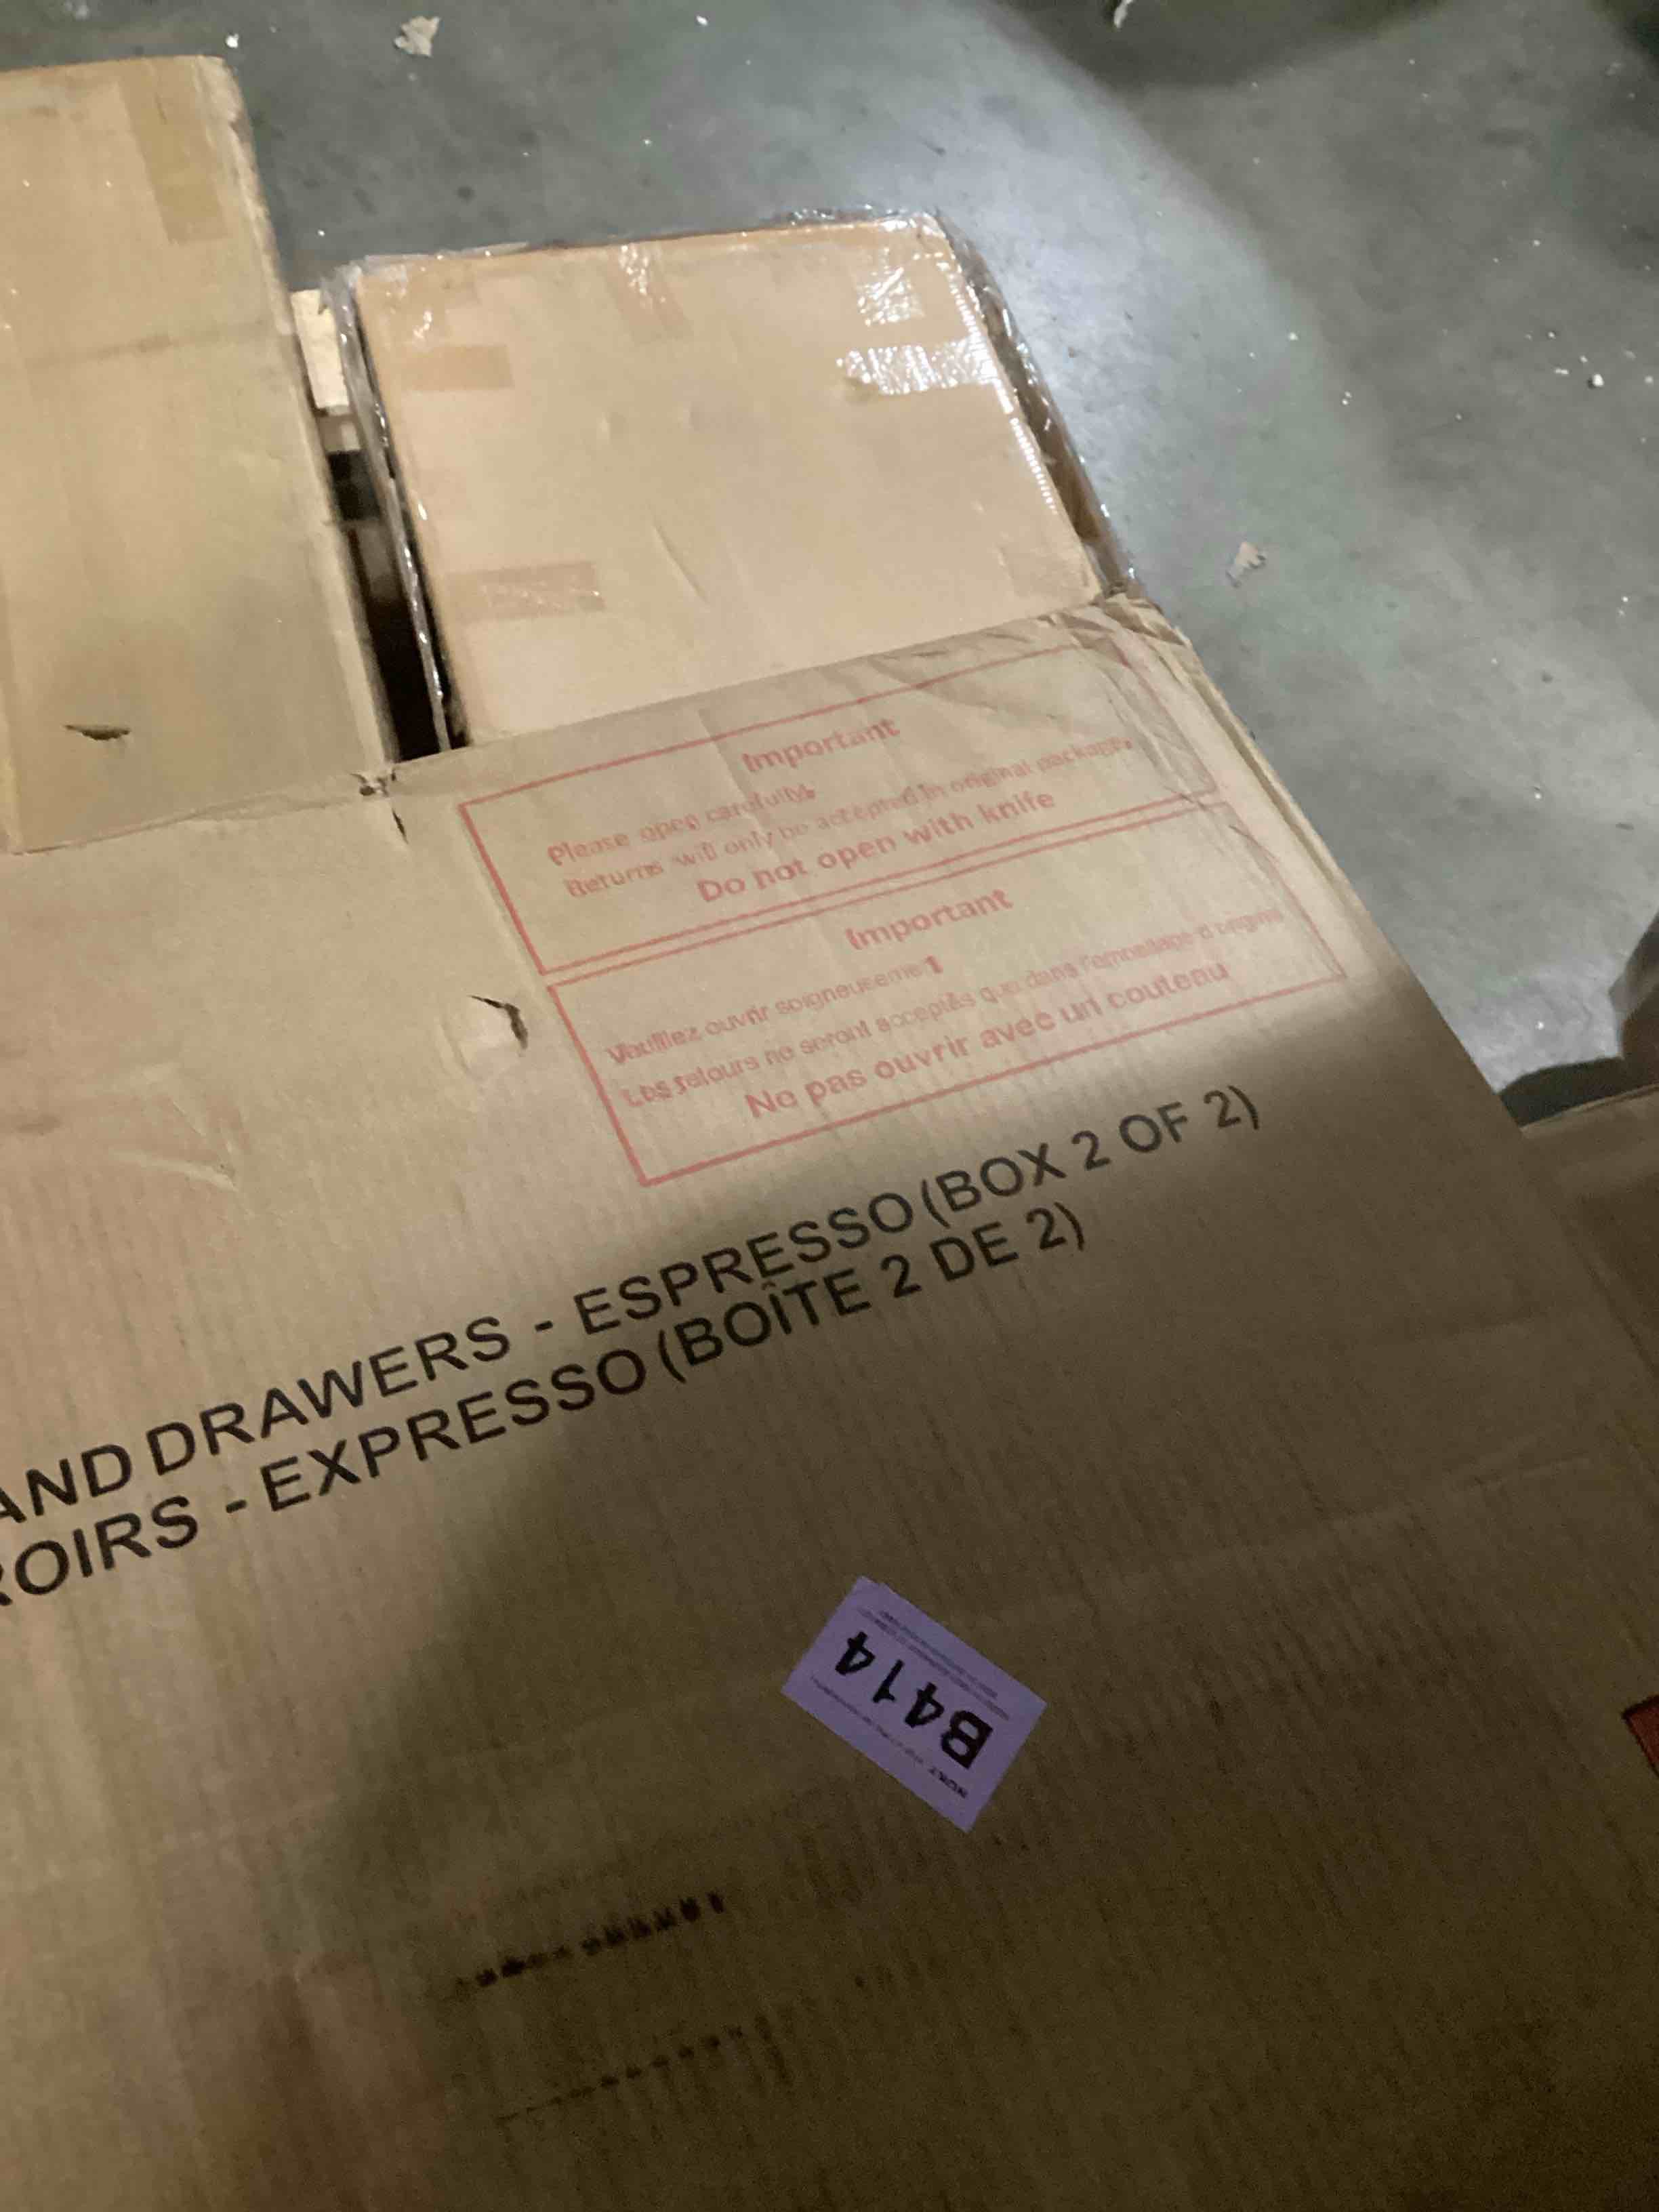 Important
Please open carefully.
Returns will only be accepted in original package.
Do not open with knife
Important
Veuillez ouvrir soigneusement
Les retours ne seront acceptés que dans l'emballage d'origine
Ne pas ouvrir avec un couteau
AND DRAWERS - ESPRESSO (BOX 2 OF 2)
ROIRS - EXPRESSO (BOÎTE 2 DE 2)
B414